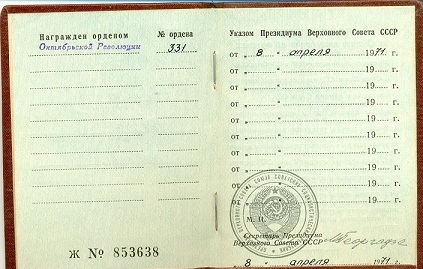 Награжден орденом № ордена
Октябрьской Революции 331
Ж № 853638
Указом Президиума Верховного Совета СССР
от „ 8 “ апреля 1971 г.
от „ “ 19 г.
от „ “ 19 г.
от „ “ 19 г.
от „ “ 19 г.
от „ “ 19 г.
от „ “ 19 г.
от „ “ 19 г.
от „ “ 19 г.
от „ “ 19 г.
М. П.
Секретарь Президиума
Верховного Совета СССР
„ 8 “ апреля 1971 г.